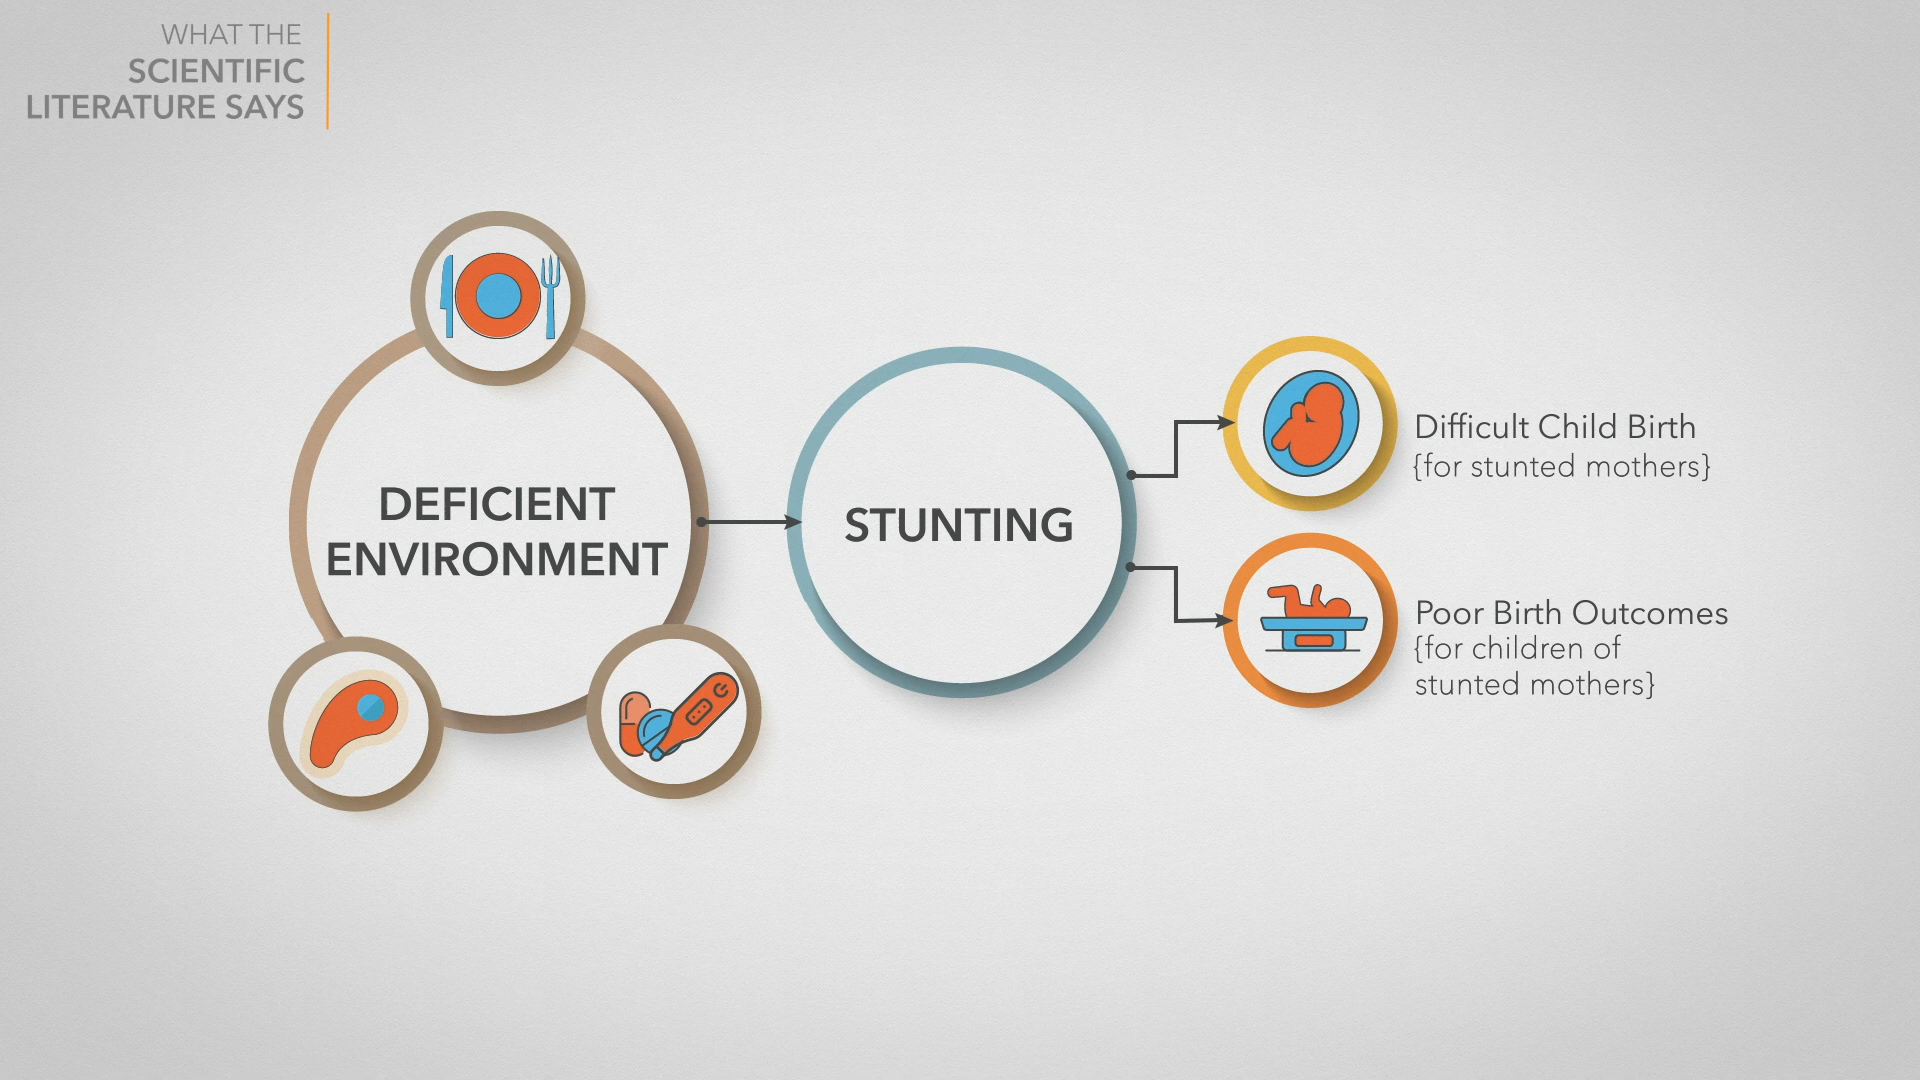 WHAT THE
SCIENTIFIC
LITERATURE SAYS
DEFICIENT
ENVIRONMENT
STUNTING
Difficult Child Birth
{for stunted mothers}
Poor Birth Outcomes
{for children of
stunted mothers}